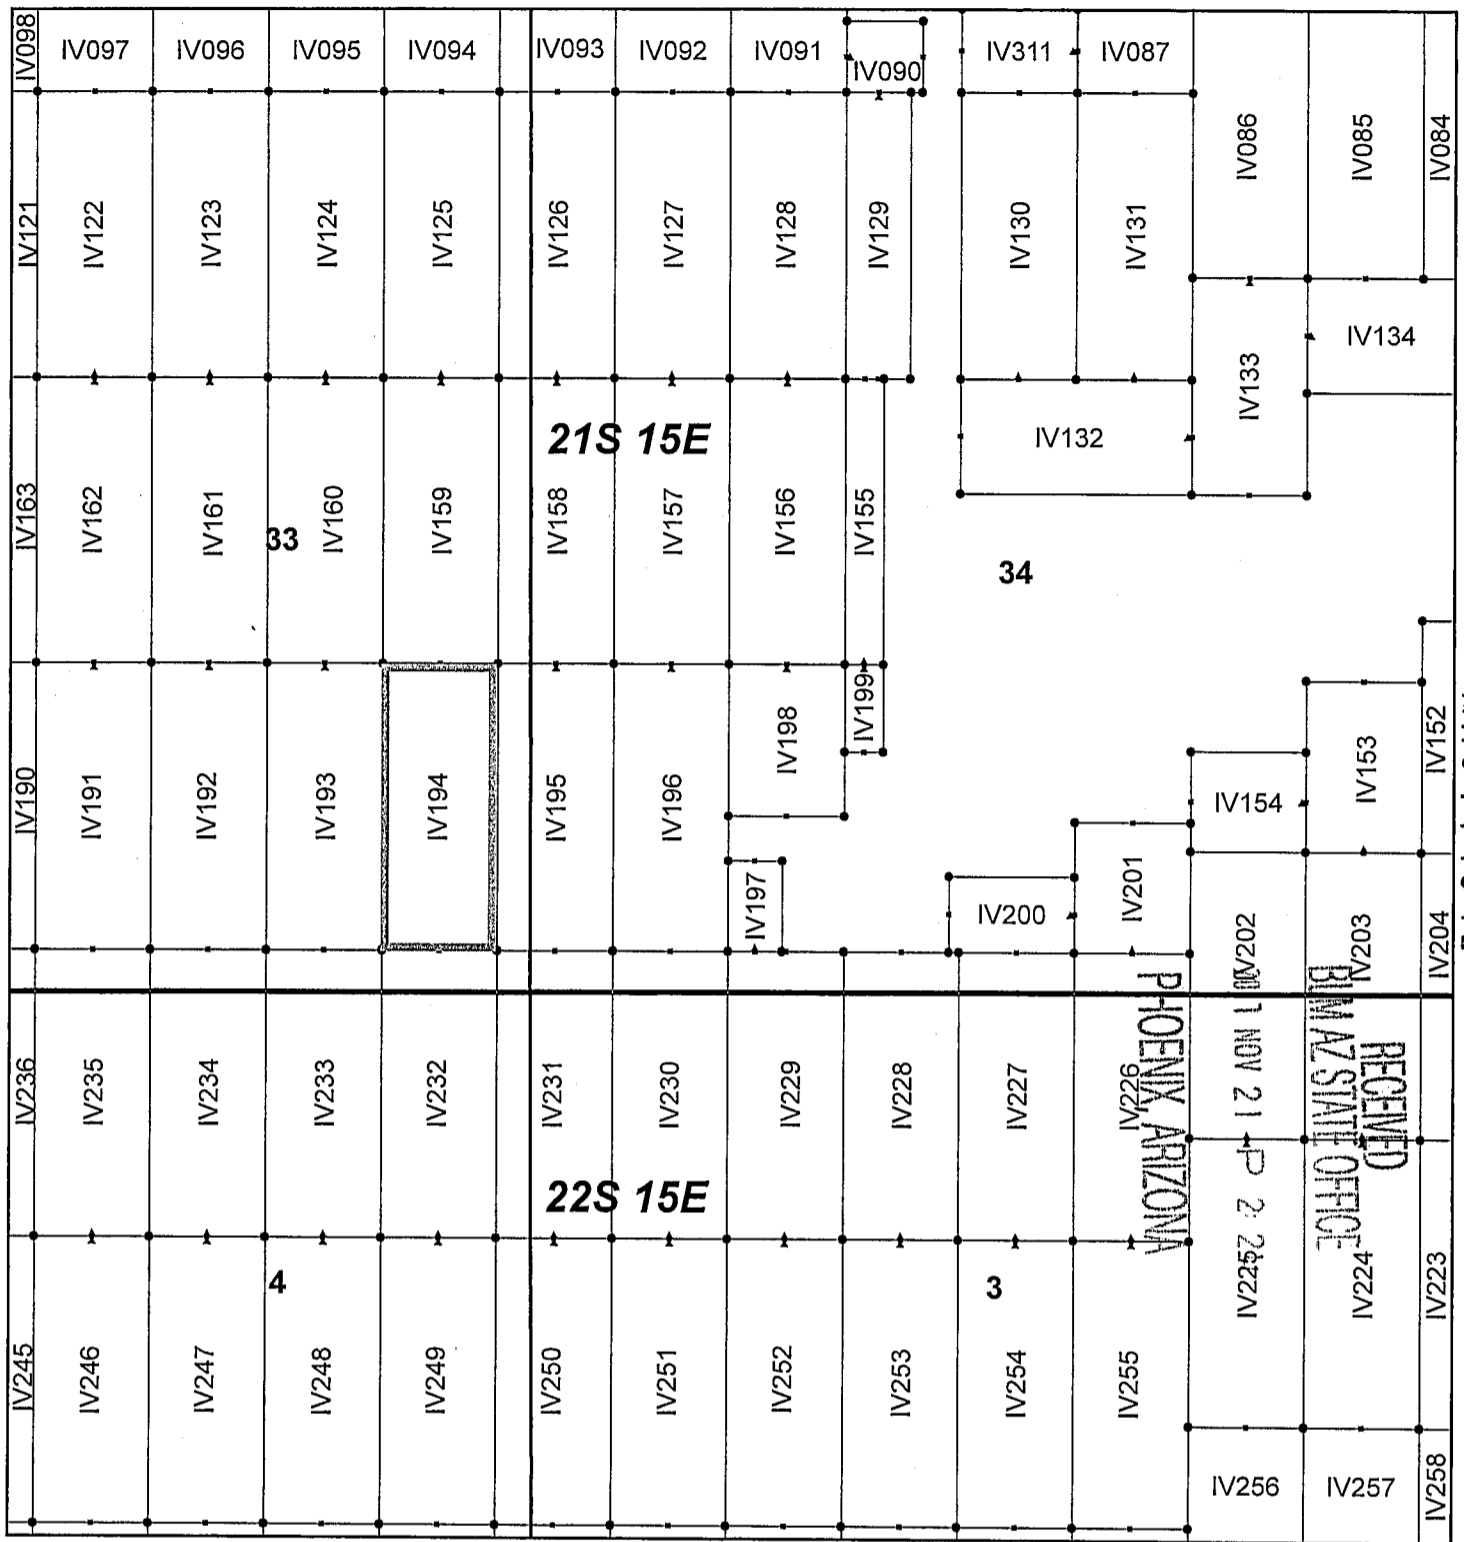 IV098 IV097 IV096 IV095 IV094 IV093 IV092 IV091 IV090 IV311 IV087
IV086 IV085 IV084
IV121 IV122 IV123 IV124 IV125 IV126 IV127 IV128 IV129 IV130 IV131
IV133 IV134
21S 15E
IV132
IV163 IV162 IV161 33 IV160 IV159 IV158 IV157 IV156 IV155
34
IV190 IV191 IV192 IV193 IV194 IV195 IV196 IV198 IV199
IV154 IV153 IV152
IV197 IV200 IV201 IV202 IV203 IV204
RECEIVED
BLM AZ STATE OFFICE
NOV 21 P 2:
PHOENIX, ARIZONA
IV236 IV235 IV234 IV233 IV232 IV231 IV230 IV229 IV228 IV227 IV226
22S 15E
4
3
IV224 IV223
IV245 IV246 IV247 IV248 IV249 IV250 IV251 IV252 IV253 IV254 IV255
IV256 IV257 IV258